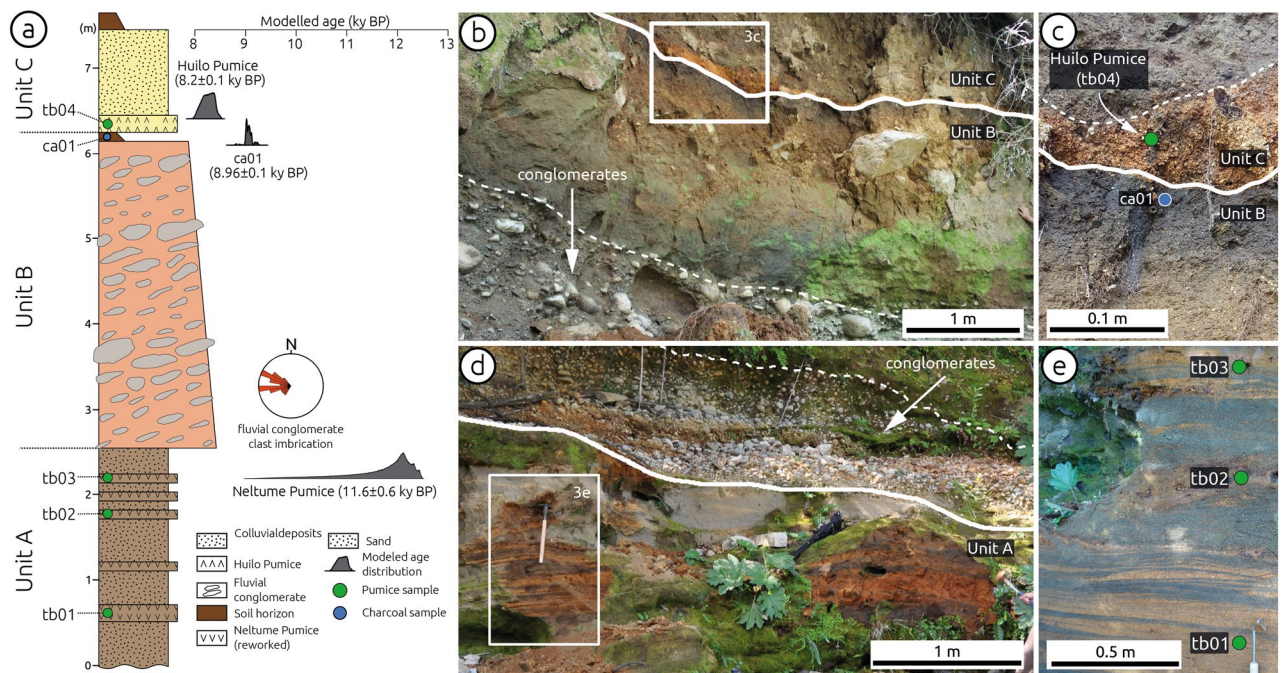 a
(m)
Modelled age (ky BP)
8 9 10 11 12 13
Unit C
7
Huilo Pumice
(8.2±0.1 ky BP)
tb04
ca01
6
ca01
(8.96±0.1 ky BP)
5
Unit B
4
N
3
fluvial conglomerate
clast imbrication
tb03
2
Neltume Pumice (11.6±0.6 ky BP)
tb02
Unit A
1
tb01
0
Colluvialdeposits
Huilo Pumice
Fluvial
conglomerate
Soil horizon
Neltume Pumice
(reworked)
Sand
Modeled age
distribution
Pumice sample
Charcoal sample
b
3c
Unit C
Unit B
conglomerates
1 m
c
Huilo Pumice
(tb04)
Unit C
ca01
Unit B
0.1 m
d
conglomerates
3e
Unit A
1 m
e
tb03
tb02
tb01
0.5 m